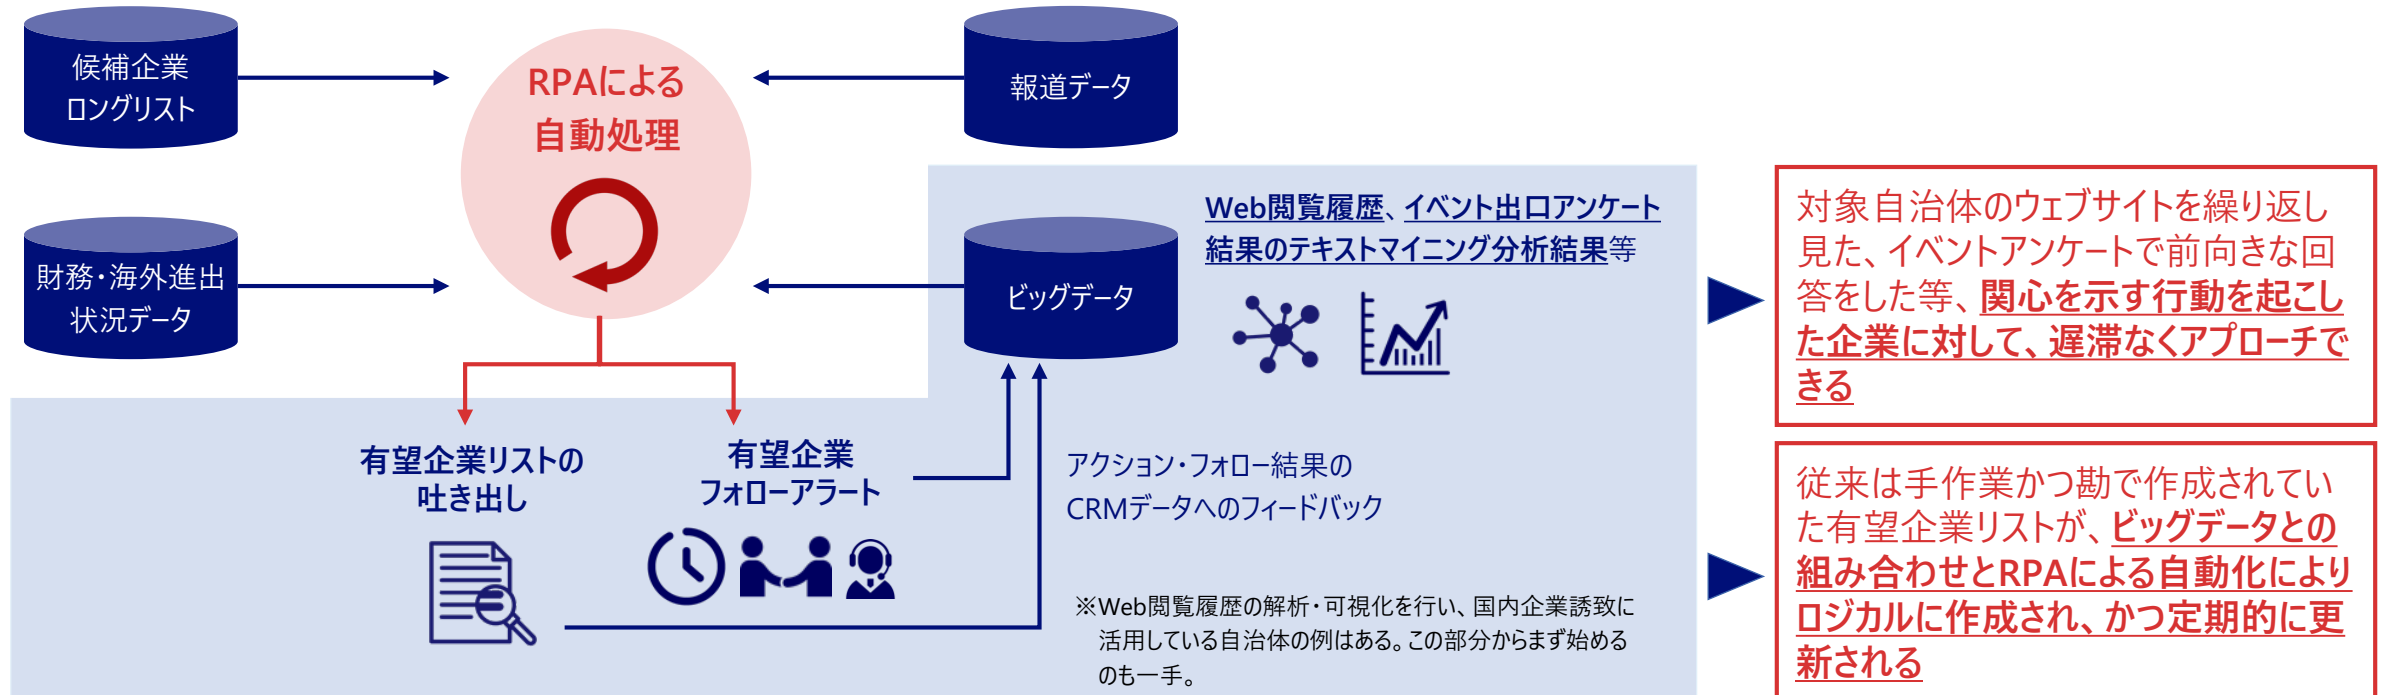 候補企業
ロングリスト
RPAによる
自動処理
報道データ
財務・海外進出
状況データ
ビッグデータ
Web閲覧履歴、イベント出口アンケート
結果のテキストマイニング分析結果等
有望企業リストの
吐き出し
有望企業
フォローアラート
アクション・フォロー結果の
CRMデータへのフィードバック
※Web閲覧履歴の解析・可視化を行い、国内企業誘致に
活用している自治体の例はある。この部分からまず始める
のも一手。
対象自治体のウェブサイトを繰り返し
見た、イベントアンケートで前向きな回
答をした等、関心を示す行動を起こし
た企業に対して、遅滞なくアプローチで
きる
従来は手作業かつ勘で作成されてい
た有望企業リストが、ビッグデータとの
組み合わせとRPAによる自動化により
ロジカルに作成され、かつ定期的に更
新される